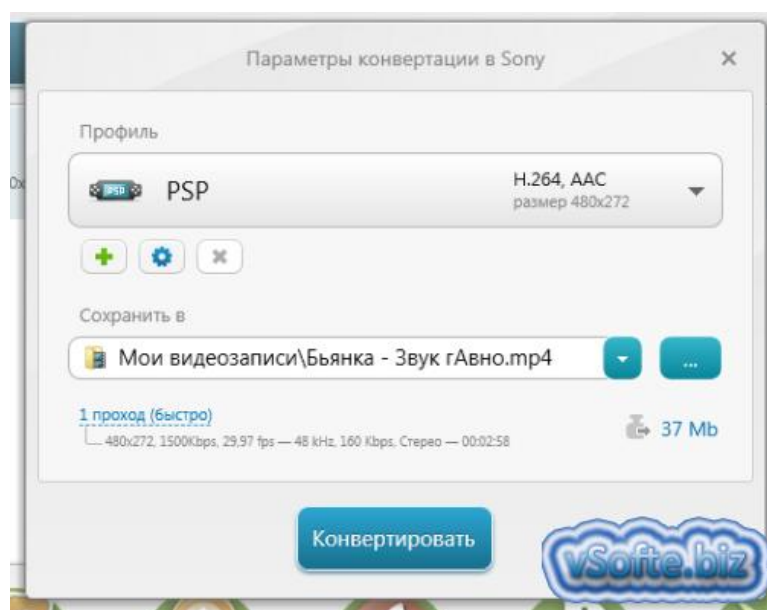 Параметры конвертации в Sony
Профиль
PSP
PSP
H.264, AAC
размер 480x272
Сохранить в
Мои видеозаписи\Бьянка - Звук гАвно.mp4
...
1 проход (быстро)
480x272, 1500Kbps, 29,97 fps — 48 kHz, 160 Kbps, Стерео — 00:02:58
37 Mb
Конвертировать
vSofte.biz